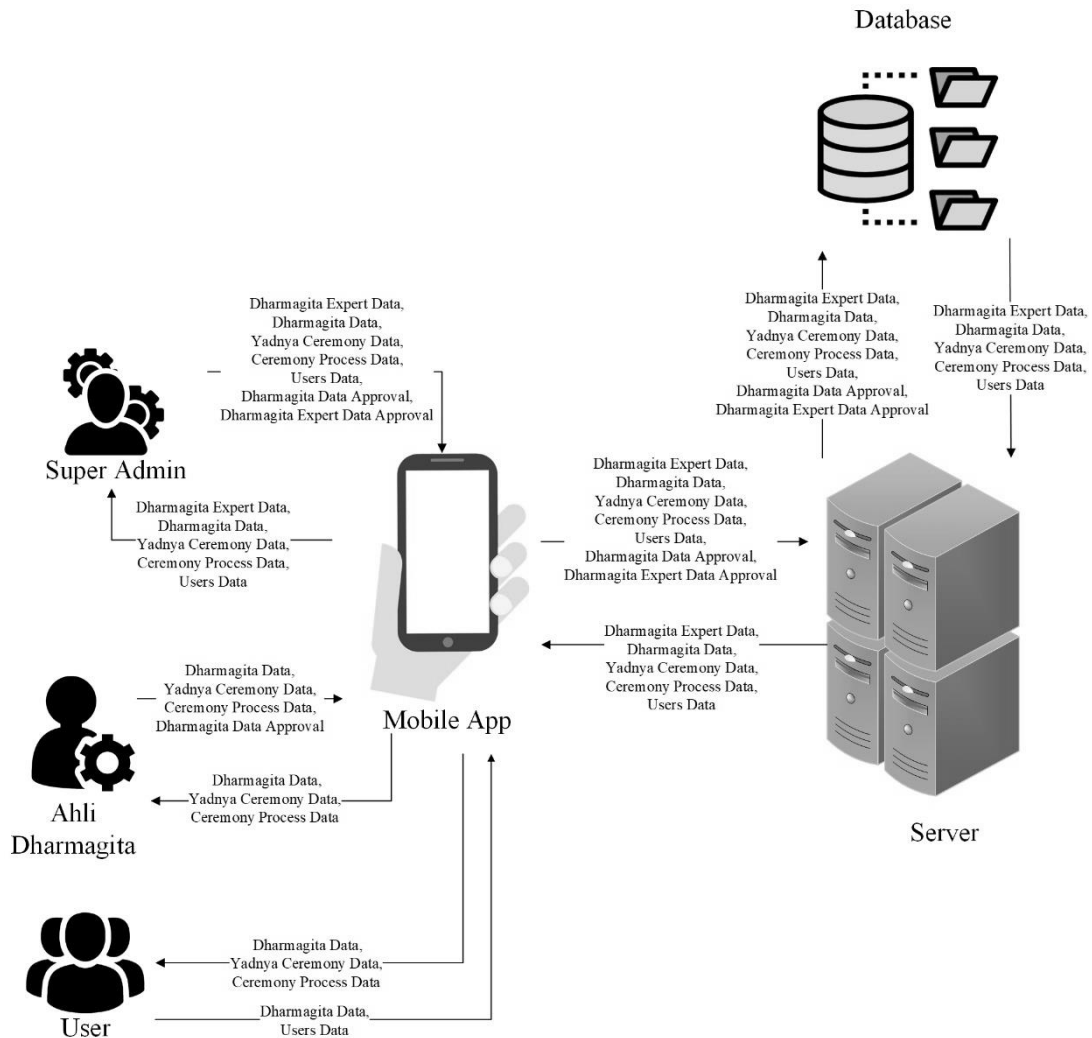 Database
Dharmagita Expert Data,
Dharmagita Data,
Yadnya Ceremony Data,
Ceremony Process Data,
Users Data,
Dharmagita Data Approval,
Dharmagita Expert Data Approval
Dharmagita Expert Data,
Dharmagita Data,
Yadnya Ceremony Data,
Ceremony Process Data,
Users Data
Dharmagita Expert Data,
Dharmagita Data,
Yadnya Ceremony Data,
Ceremony Process Data,
Users Data,
Dharmagita Data Approval,
Dharmagita Expert Data Approval
Super Admin
Dharmagita Expert Data,
Dharmagita Data,
Yadnya Ceremony Data,
Ceremony Process Data,
Users Data
Dharmagita Expert Data,
Dharmagita Data,
Yadnya Ceremony Data,
Ceremony Process Data,
Users Data,
Dharmagita Data Approval,
Dharmagita Expert Data Approval
Dharmagita Expert Data,
Dharmagita Data,
Yadnya Ceremony Data,
Ceremony Process Data,
Users Data
Dharmagita Data,
Yadnya Ceremony Data,
Ceremony Process Data,
Dharmagita Data Approval
Mobile App
Server
Dharmagita Data,
Yadnya Ceremony Data,
Ceremony Process Data
Ahli
Dharmagita
Dharmagita Data,
Yadnya Ceremony Data,
Ceremony Process Data
Dharmagita Data,
Users Data
User